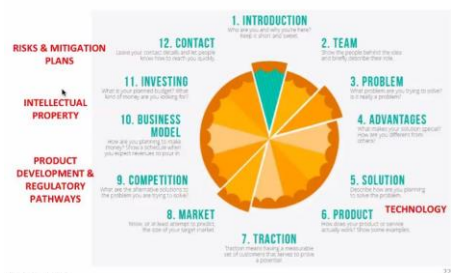 1. INTRODUCTION
Who are you and why you're here?
Keep it short and sweet.
2. TEAM
Show the people behind the idea
and briefly describe their role.
3. PROBLEM
What problem are you trying to solve?
Is it really a problem?
4. ADVANTAGES
What makes your solution special?
How are you different from
others?
5. SOLUTION
Describe how are you planning
to solve the problem.
6. PRODUCT
How does your product or service
actually work? Show some examples.
TECHNOLOGY
7. TRACTION
Traction means having a measurable
set of customers that serves to prove
a potential.
8. MARKET
Know, or at least attempt to predict,
the size of your target market.
9. COMPETITION
What are the alternative solutions to
the problem you are trying to solve?
10. BUSINESS
MODEL
How are you planning to make
money? Show a schedule when
you expect revenues to pour in.
11. INVESTING
What is your planned budget? What
kind of money are you asking for?
12. CONTACT
Leave your contact details and let people
know how to reach you quickly.
RISKS & MITIGATION
PLANS
INTELLECTUAL
PROPERTY
PRODUCT
DEVELOPMENT &
REGULATORY
PATHWAYS